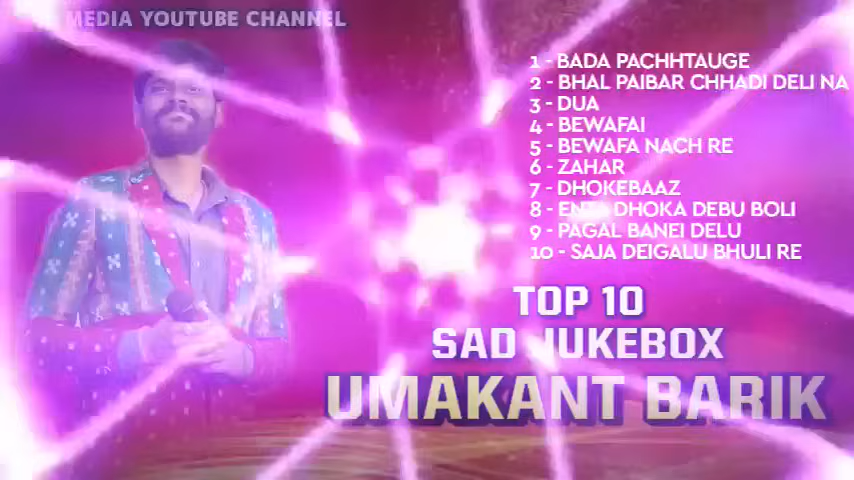 MEDIA YOUTUBE CHANNEL
1 - BADA PACHHTAUGE
2 - BHAL PAIBAR CHHADI DELI NA
3 - DUA
4 - BEWAFAI
5 - BEWAFA NACH RE
6 - ZAHAR
7 - DHOKEBAAZ
8 - DHOKA DEBU BOLI
9 - PAGAL BANEI DELU
10 - SAJA DEIGALU BHULI RE
TOP 10
SAD JUKEBOX
UMAKANT BARIK